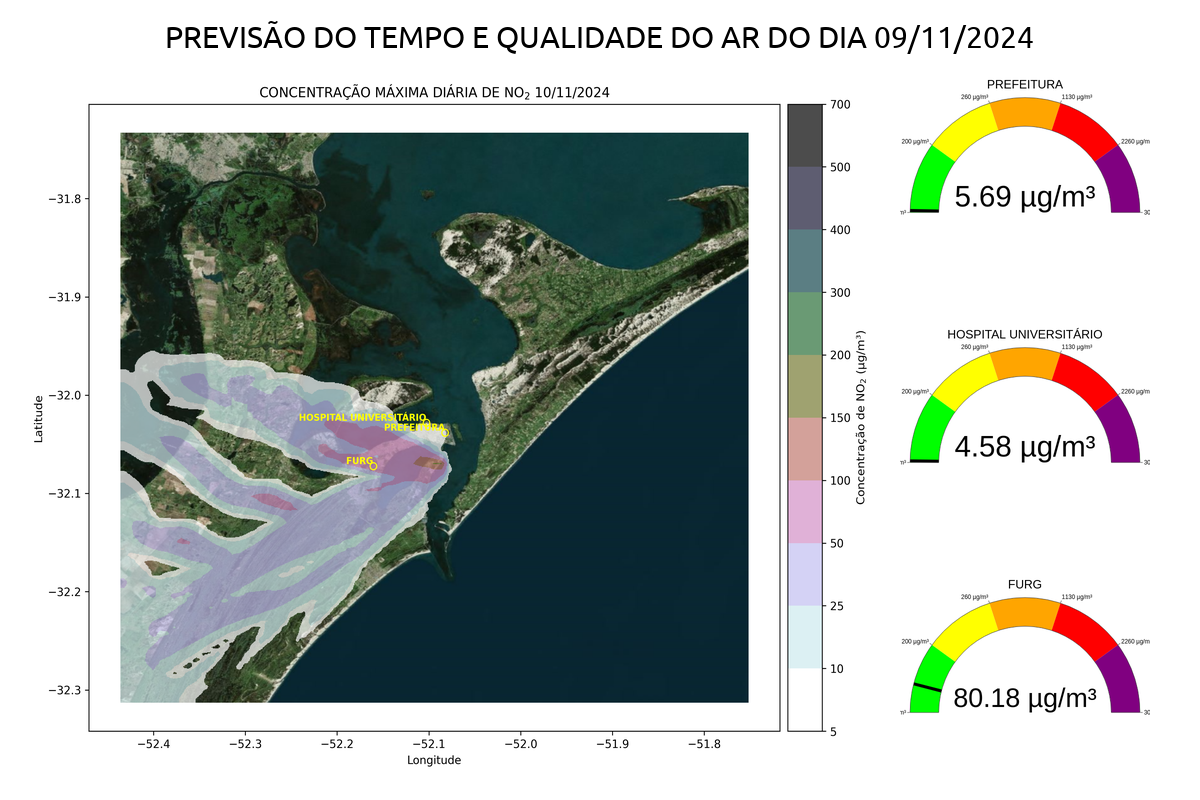 PREVISÃO DO TEMPO E QUALIDADE DO AR DO DIA 09/11/2024
CONCENTRAÇÃO MÁXIMA DIÁRIA DE NO₂ 10/11/2024
Latitude
−31.8
−31.9
−32.0
−32.1
−32.2
−32.3
HOSPITAL UNIVERSITÁRIO
PREFEITURA
FURG
−52.4
−52.3
−52.2
−52.1
−52.0
−51.9
−51.8
Longitude
700
500
400
300
200
150
100
50
25
10
5
Concentração de NO₂ (µg/m³)
PREFEITURA
260 µg/m³
1130 µg/m³
200 µg/m³
2260 µg/m
5.69 µg/m³
m³
30
HOSPITAL UNIVERSITÁRIO
260 µg/m³
1130 µg/m³
200 µg/m³
2260 µg/m
4.58 µg/m³
m³
30
FURG
260 µg/m³
1130 µg/m³
200 µg/m³
2260 µg/m
80.18 µg/m³
m³
30